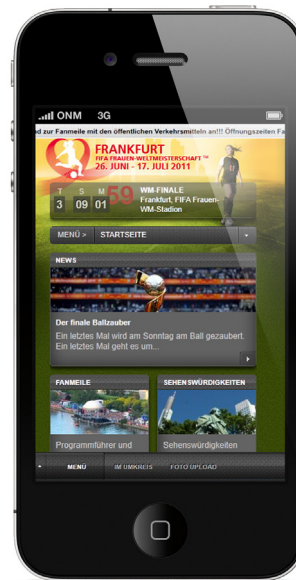 ONM 3G
d zur Fanmeile mit den öffentlichen Verkehrsmitteln an!!! Öffnungszeiten Fa
FRANKFURT
FIFA FRAUEN-WELTMEISTERSCHAFT ™
26. JUNI - 17. JULI 2011
T S M
3 09 01 59
WM-FINALE
Frankfurt, FIFA Frauen-
WM-Stadion
MENÜ > STARTSEITE
NEWS
Der finale Ballzauber
Ein letztes Mal wird am Sonntag am Ball gezaubert.
Ein letztes Mal geht es um...
FANMEILE
Programmführer und
SEHENSWÜRDIGKEITEN
Sehenswürdigkeiten
MENÜ IM UMKREIS FOTO UPLOAD